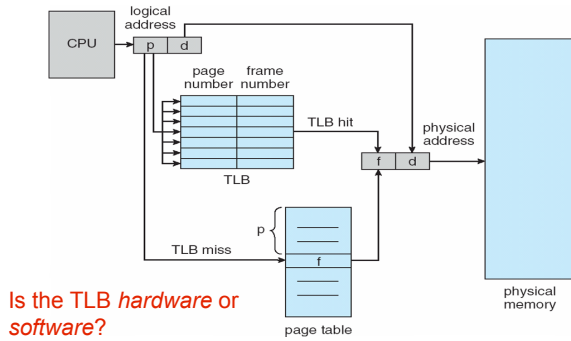 logical
address
CPU
p d
page
number
frame
number
TLB hit
physical
address
f d
TLB
p
TLB miss
f
Is the TLB hardware or
software?
page table
physical
memory